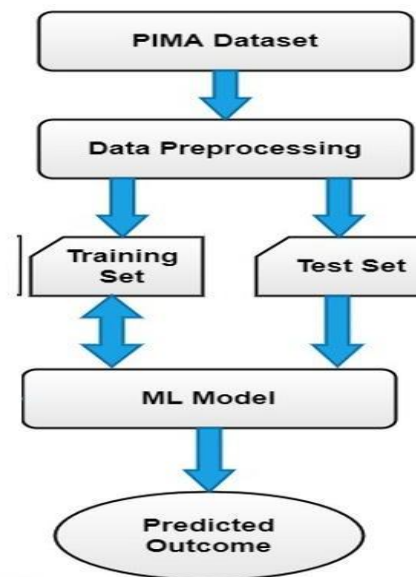 PIMA Dataset
Data Preprocessing
Training
Set
Test Set
ML Model
Predicted
Outcome